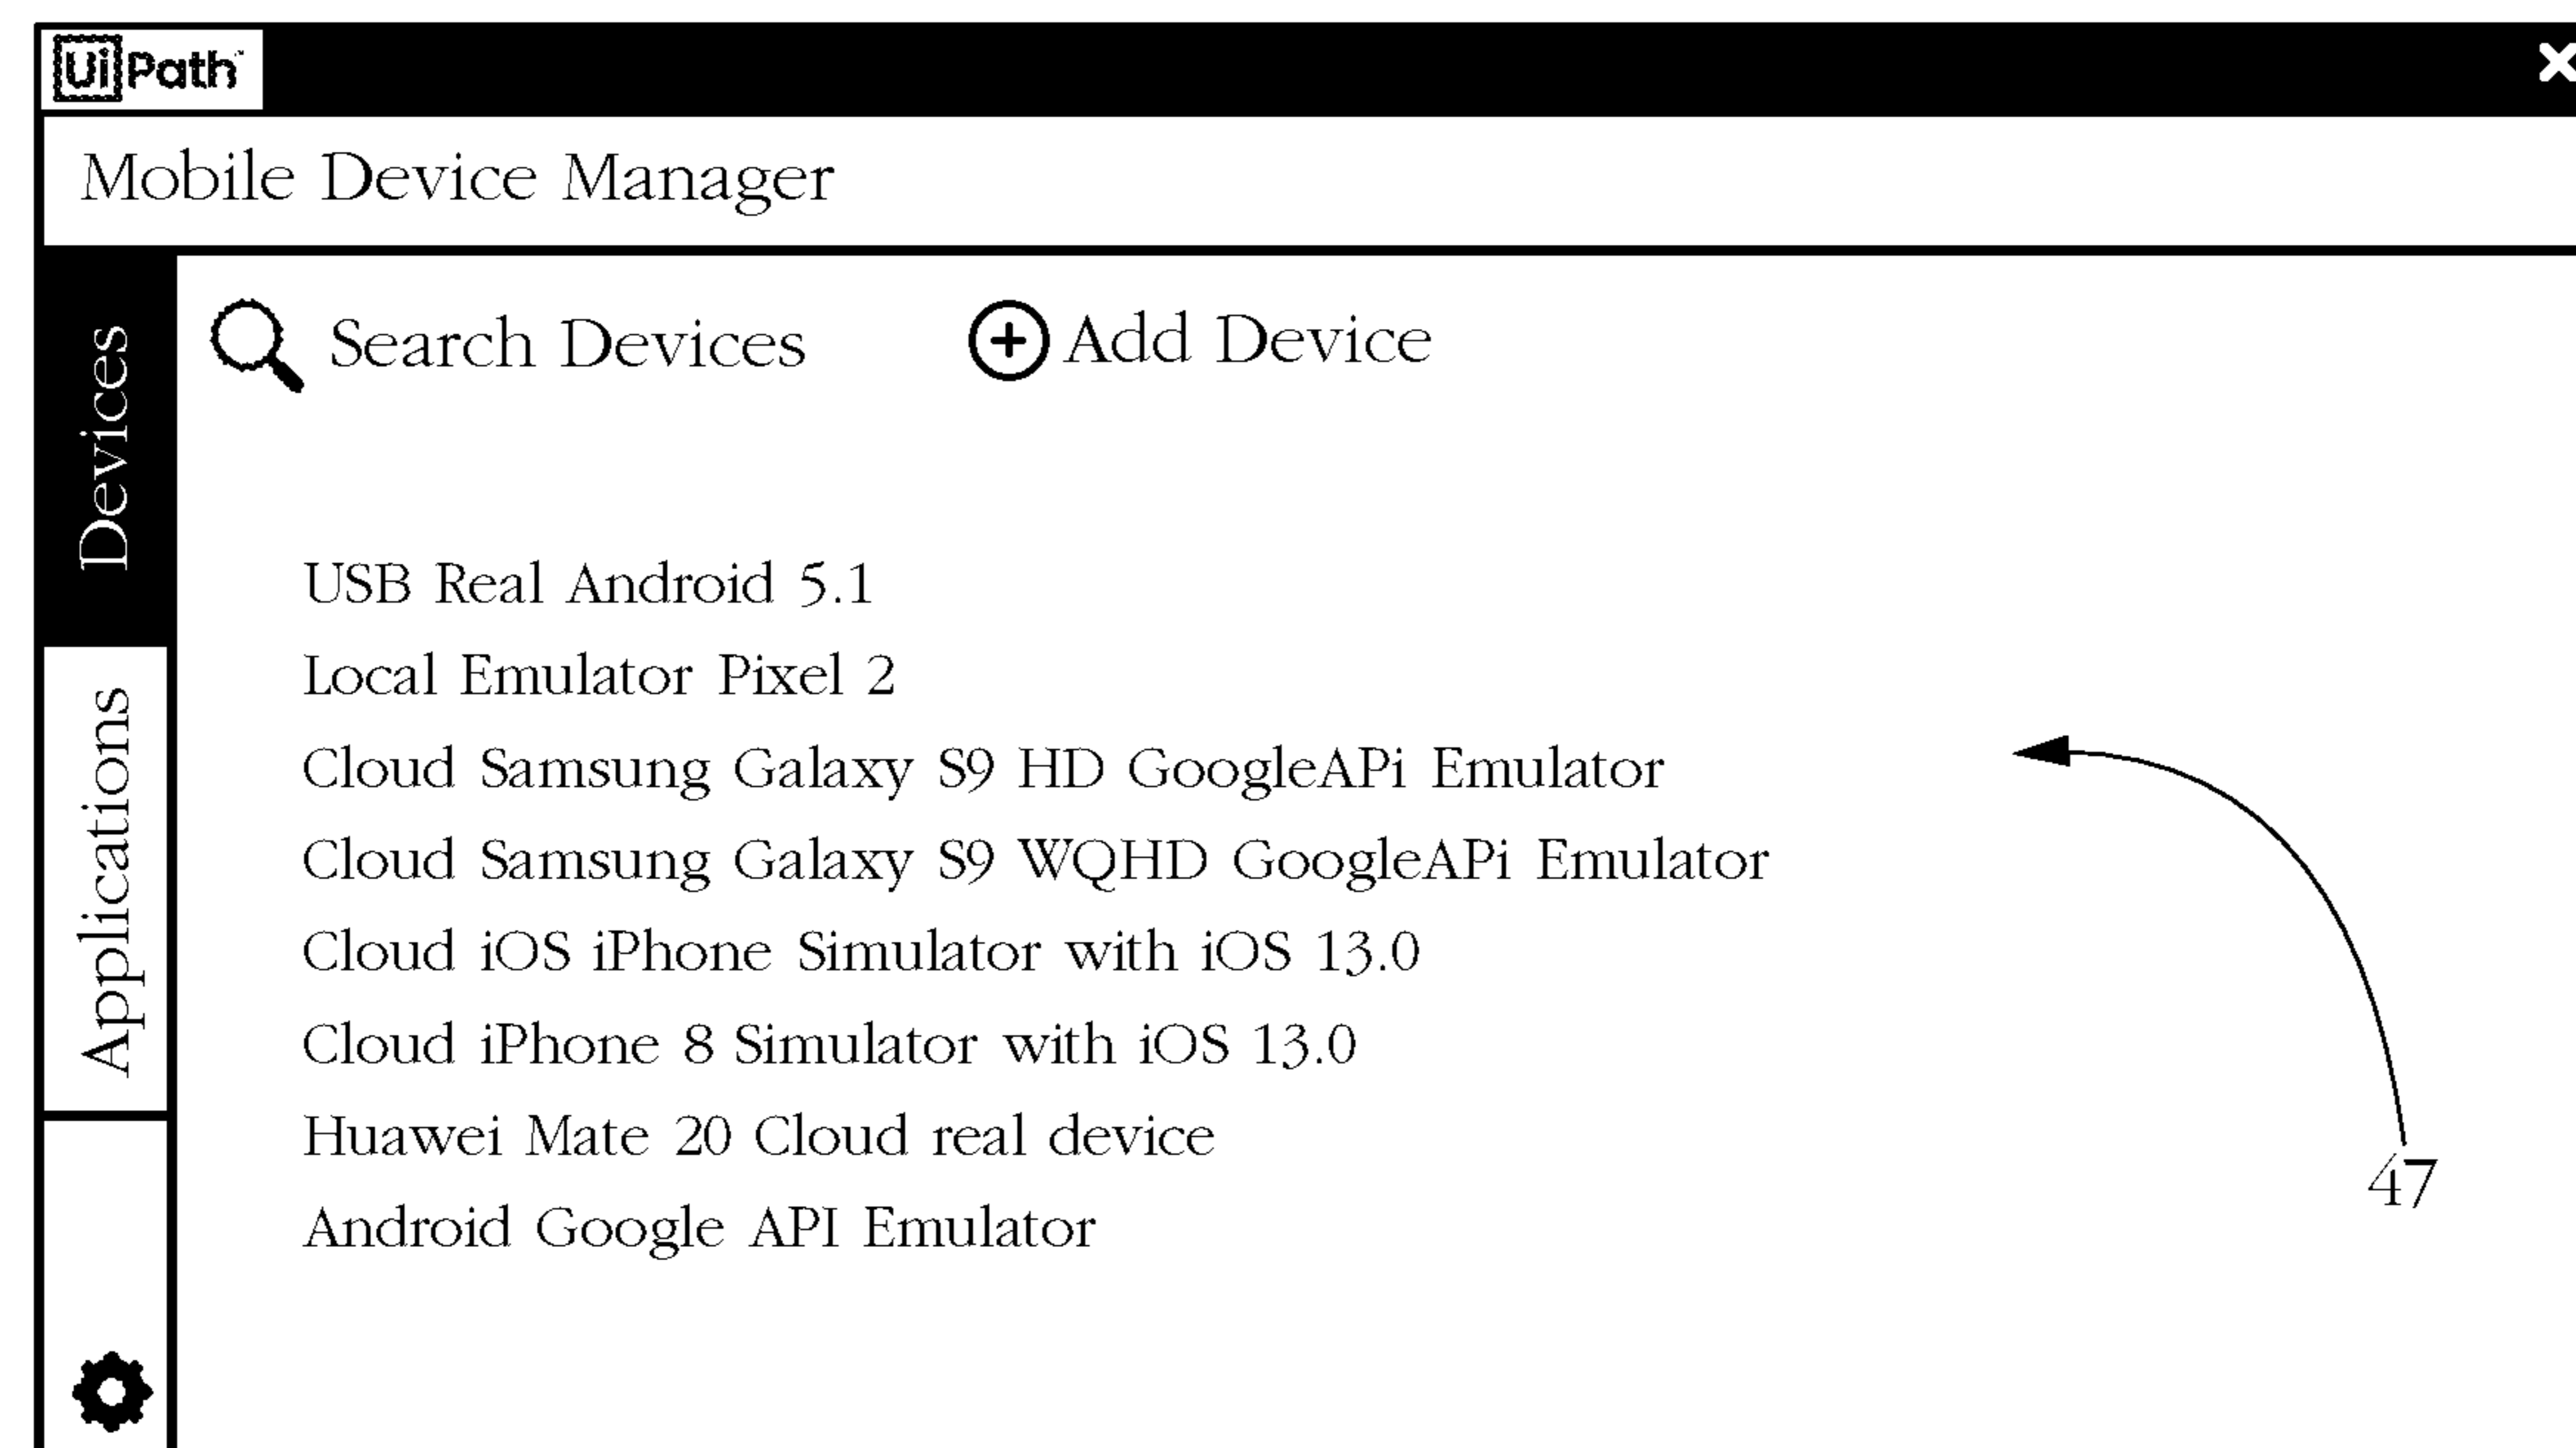 UiPath™
Mobile Device Manager
Devices
Applications
Search Devices
Add Device
USB Real Android 5.1
Local Emulator Pixel 2
Cloud Samsung Galaxy S9 HD GoogleAPi Emulator
Cloud Samsung Galaxy S9 WQHD GoogleAPi Emulator
Cloud iOS iPhone Simulator with iOS 13.0
Cloud iPhone 8 Simulator with iOS 13.0
Huawei Mate 20 Cloud real device
Android Google API Emulator
47